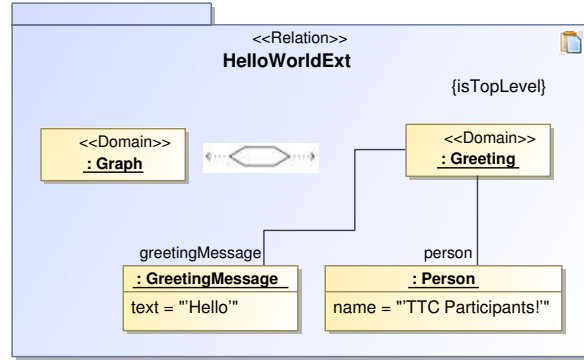 <<Relation>>
HelloWorldExt
{isTopLevel}
<<Domain>>
: Graph
<<Domain>>
: Greeting
greetingMessage
person
: GreetingMessage
text = "'Hello'"
: Person
name = "'TTC Participants!'"